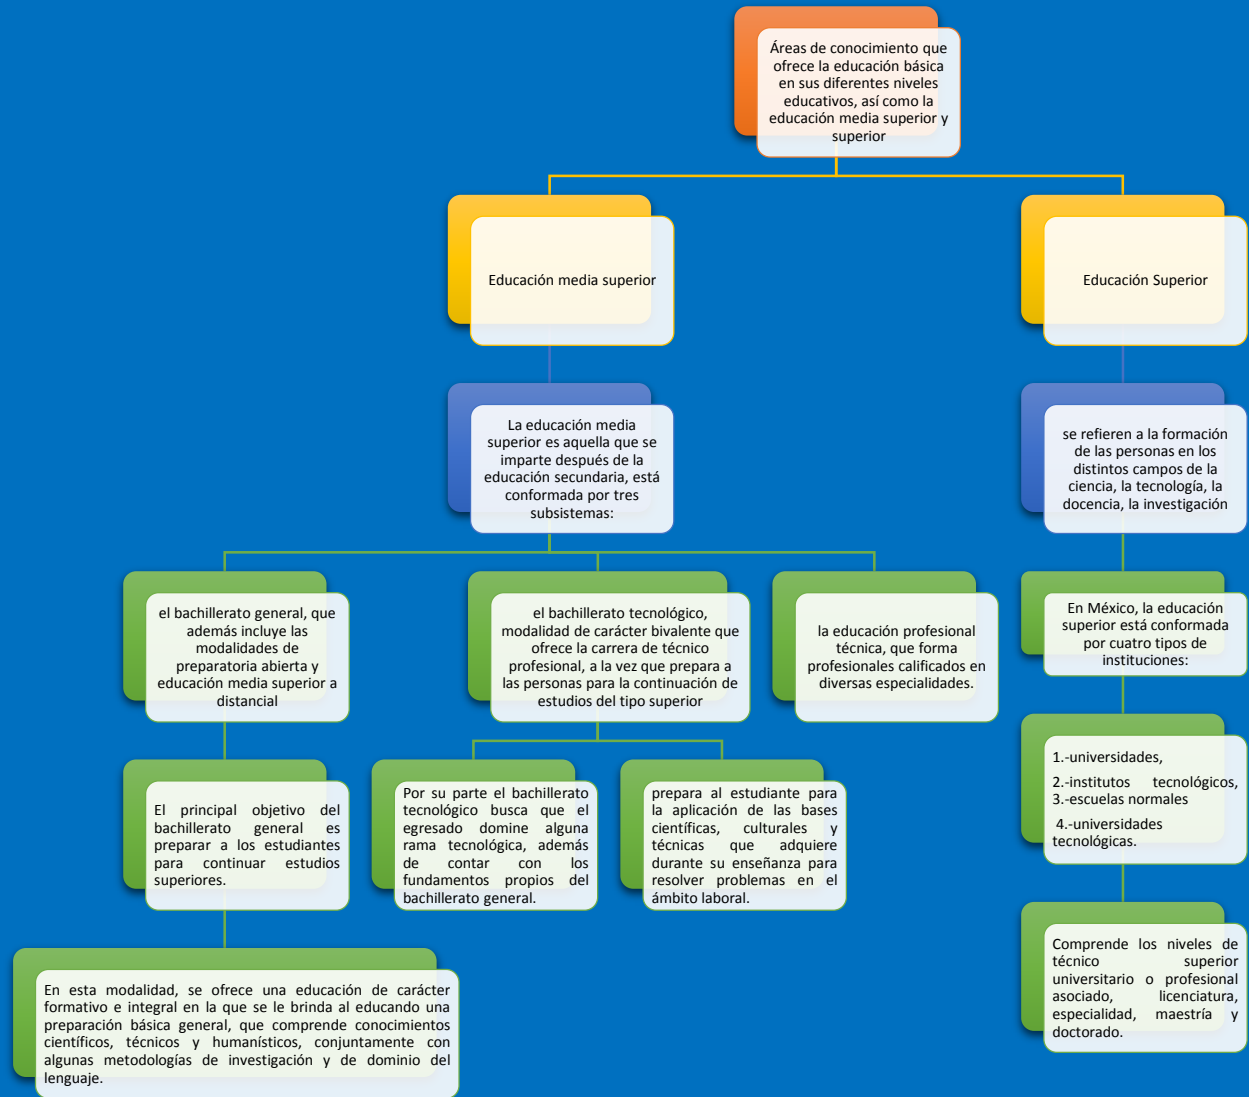 Áreas de conocimiento que
ofrece la educación básica
en sus diferentes niveles
educativos, así como la
educación media superior y
superior
Educación media superior
Educación Superior
La educación media
superior es aquella que se
imparte después de la
educación secundaria, está
conformada por tres
subsistemas:
se refieren a la formación
de las personas en los
distintos campos de la
ciencia, la tecnología, la
docencia, la investigación
el bachillerato general, que
además incluye las
modalidades de
preparatoria abierta y
educación media superior a
distancial
el bachillerato tecnológico,
modalidad de carácter bivalente que
ofrece la carrera de técnico
profesional, a la vez que prepara a
las personas para la continuación de
estudios del tipo superior
la educación profesional
técnica, que forma
profesionales calificados en
diversas especialidades.
En México, la educación
superior está conformada
por cuatro tipos de
instituciones:
El principal objetivo del
bachillerato general es
preparar a los estudiantes
para continuar estudios
superiores.
Por su parte el bachillerato
tecnológico busca que el
egresado domine alguna
rama tecnológica, además
de contar con los
fundamentos propios del
bachillerato general.
prepara al estudiante para
la aplicación de las bases
científicas, culturales y
técnicas que adquiere
durante su enseñanza para
resolver problemas en el
ámbito laboral.
1.-universidades,
2.-institutos tecnológicos,
3.-escuelas normales
4.-universidades
tecnológicas.
En esta modalidad, se ofrece una educación de carácter
formativo e integral en la que se le brinda al educando una
preparación básica general, que comprende conocimientos
científicos, técnicos y humanísticos, conjuntamente con
algunas metodologías de investigación y de dominio del
lenguaje.
Comprende los niveles de
técnico superior
universitario o profesional
asociado, licenciatura,
especialidad, maestría y
doctorado.